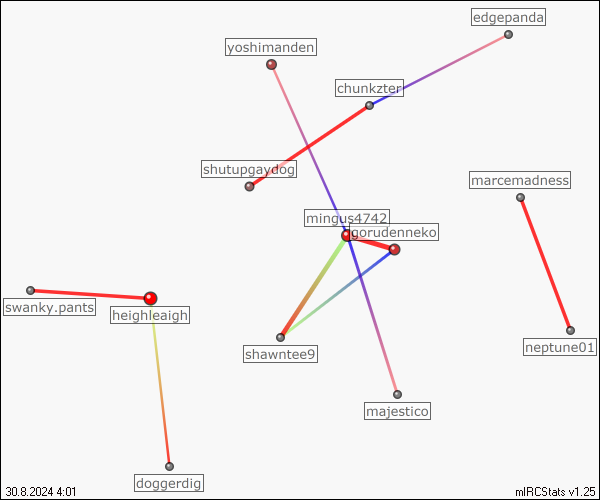 edgepanda
yoshimanden
chunkzter
shutupgaydog
marcemadness
mingus4742
gorudenneko
swanky.pants
heighleaigh
neptune01
shawntee9
majestico
doggerdig
30.8.2024 4:01
mIRCStats v1.25